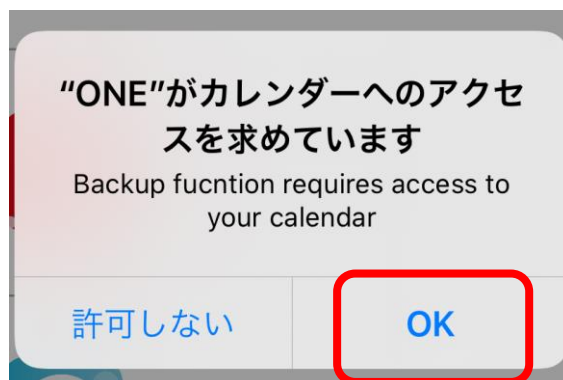 “ONE”がカレンダーへのアクセ
スを求めています
Backup fucntion requires access to
your calendar
許可しない
OK